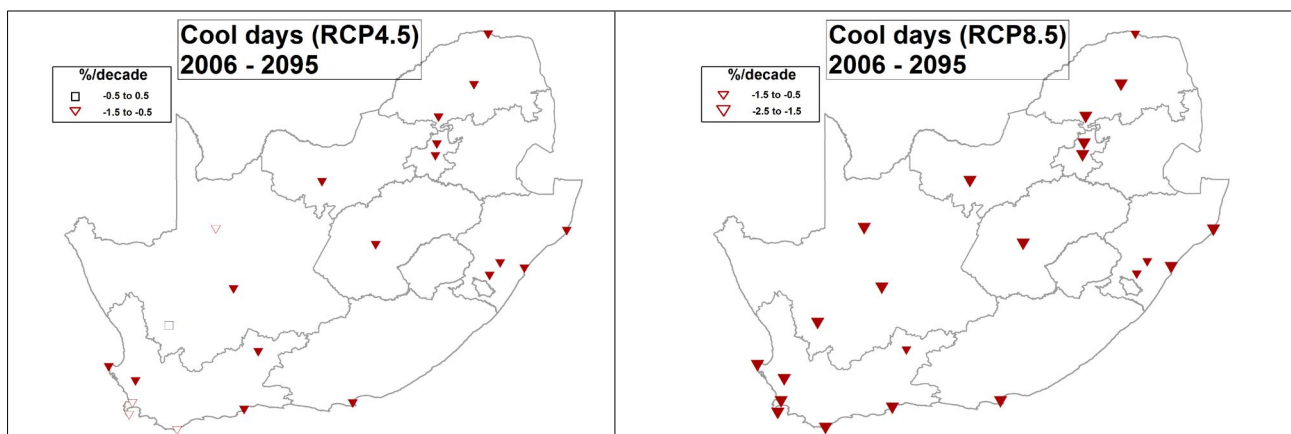 Cool days (RCP4.5)
2006 - 2095
%/decade
-0.5 to 0.5
-1.5 to -0.5
Cool days (RCP8.5)
2006 - 2095
%/decade
-1.5 to -0.5
-2.5 to -1.5